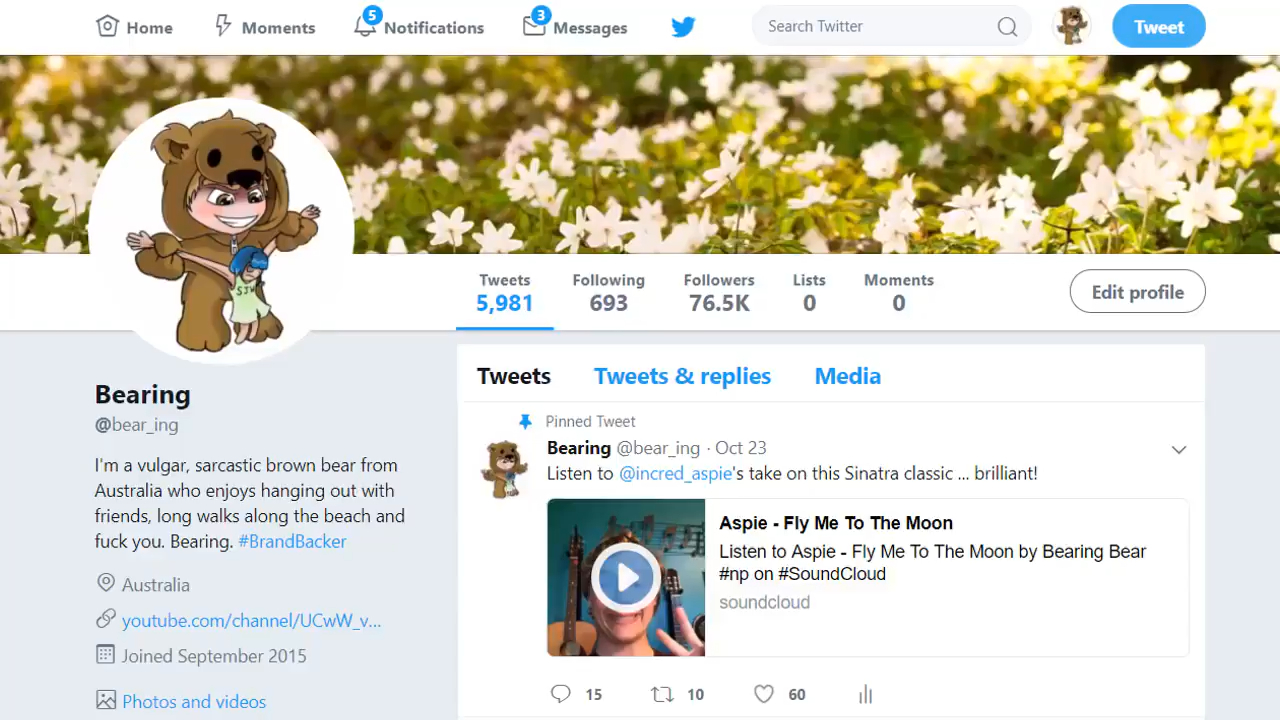 Home
Moments
5
Notifications
3
Messages
Search Twitter
Tweet
SJW
Tweets
5,981
Following
693
Followers
76.5K
Lists
0
Moments
0
Edit profile
Bearing
@bear_ing
I'm a vulgar, sarcastic brown bear from
Australia who enjoys hanging out with
friends, long walks along the beach and
fuck you. Bearing. #BrandBacker
Australia
youtube.com/channel/UCwW_v...
Joined September 2015
Photos and videos
Tweets
Tweets & replies
Media
Pinned Tweet
Bearing @bear_ing · Oct 23
Listen to @incred_aspie's take on this Sinatra classic ... brilliant!
Aspie - Fly Me To The Moon
Listen to Aspie - Fly Me To The Moon by Bearing Bear
#np on #SoundCloud
soundcloud
15
10
60